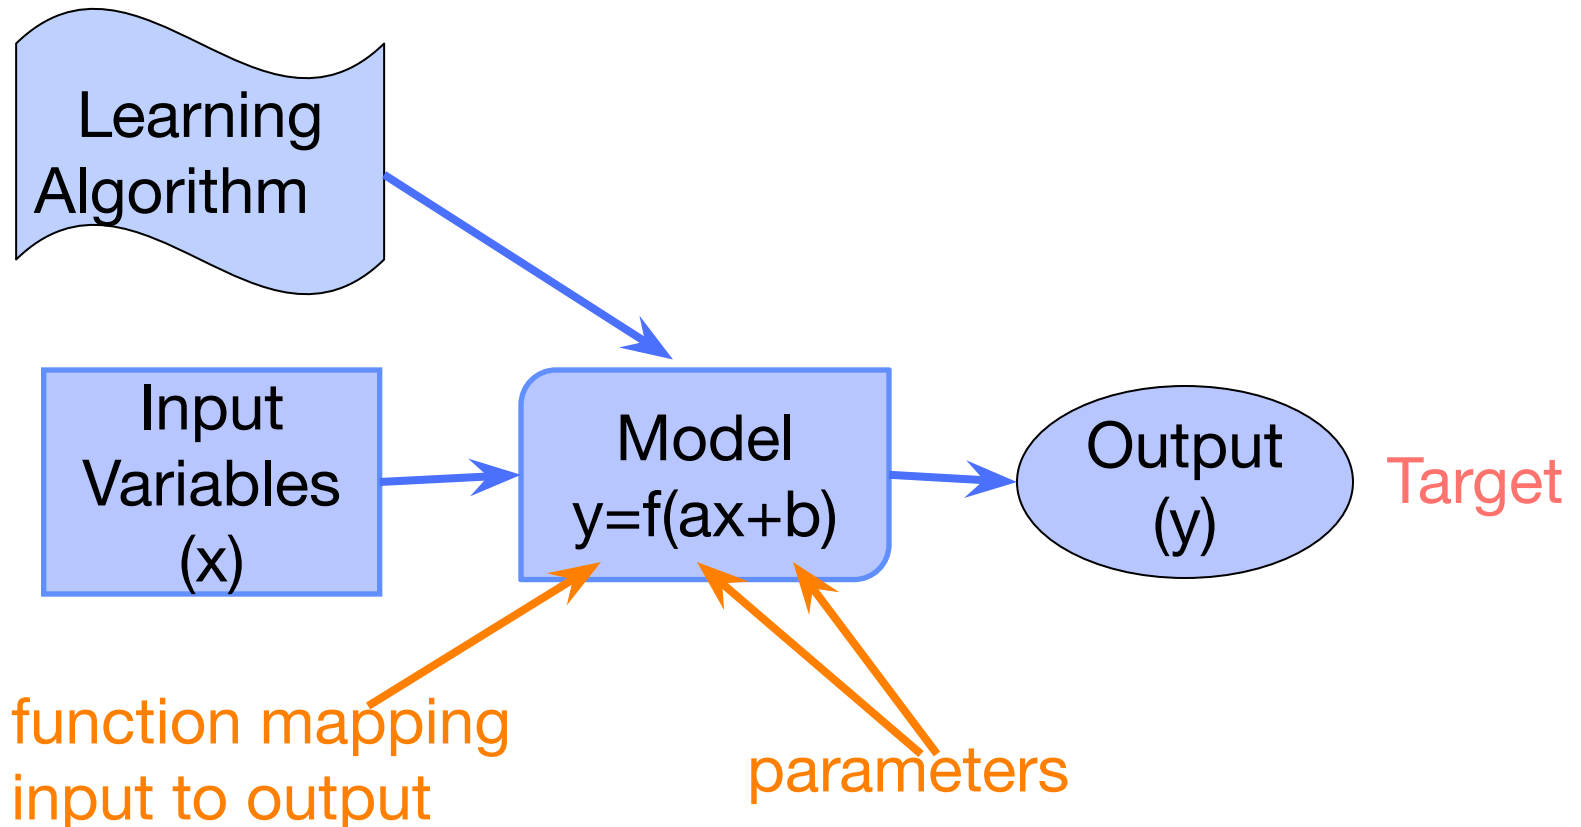 Learning
Algorithm
Input
Variables
(x)
Model
y=f(ax+b)
Output
(y)
Target
function mapping
input to output
parameters